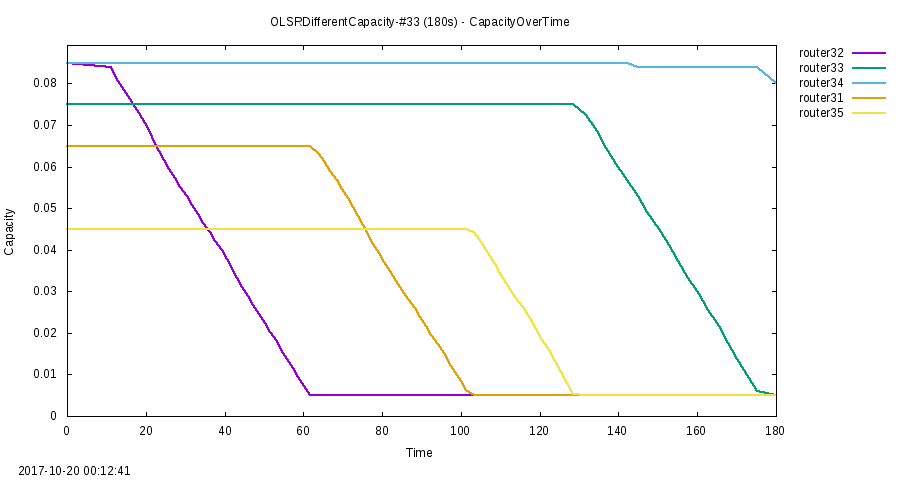 OLSRDifferentCapacity-#33 (180s) - CapacityOverTime
router32
router33
router34
router31
router35
0.08
0.07
0.06
0.05
0.04
0.03
0.02
0.01
0
Capacity
0 20 40 60 80 100 120 140 160 180
Time
2017-10-20 00:12:41